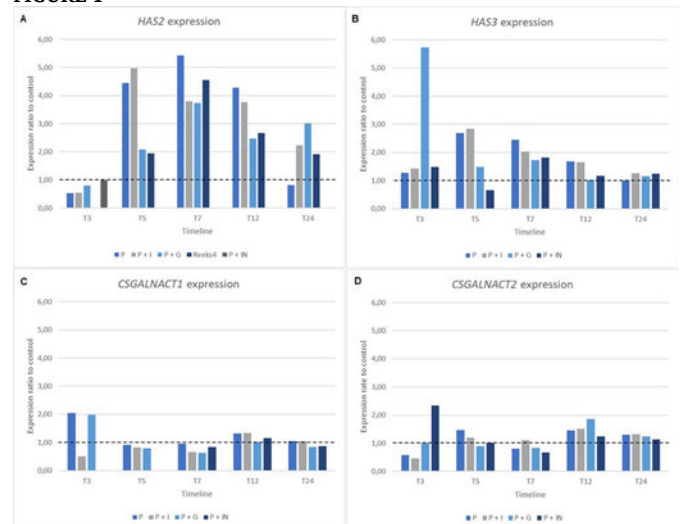 FIGURE 1
A HAS2 expression
6,00
5,00
4,00
3,00
2,00
1,00
0,00
Expression ratio to control
T3 T5 T7 T12 T24
Timeline
P P + I P + G Reeks4 P + IN
B HAS3 expression
6,00
5,00
4,00
3,00
2,00
1,00
0,00
Expression ratio to control
T3 T5 T7 T12 T24
Timeline
P P + I P + G P + IN
C CSGALNACT1 expression
6,00
5,00
4,00
3,00
2,00
1,00
0,00
Expression ratio to control
T3 T5 T7 T12 T24
Timeline
P P + I P + G P + IN
D CSGALNACT2 expression
6,00
5,00
4,00
3,00
2,00
1,00
0,00
Expression ratio to control
T3 T5 T7 T12 T24
Timeline
P P + I P + G P + IN